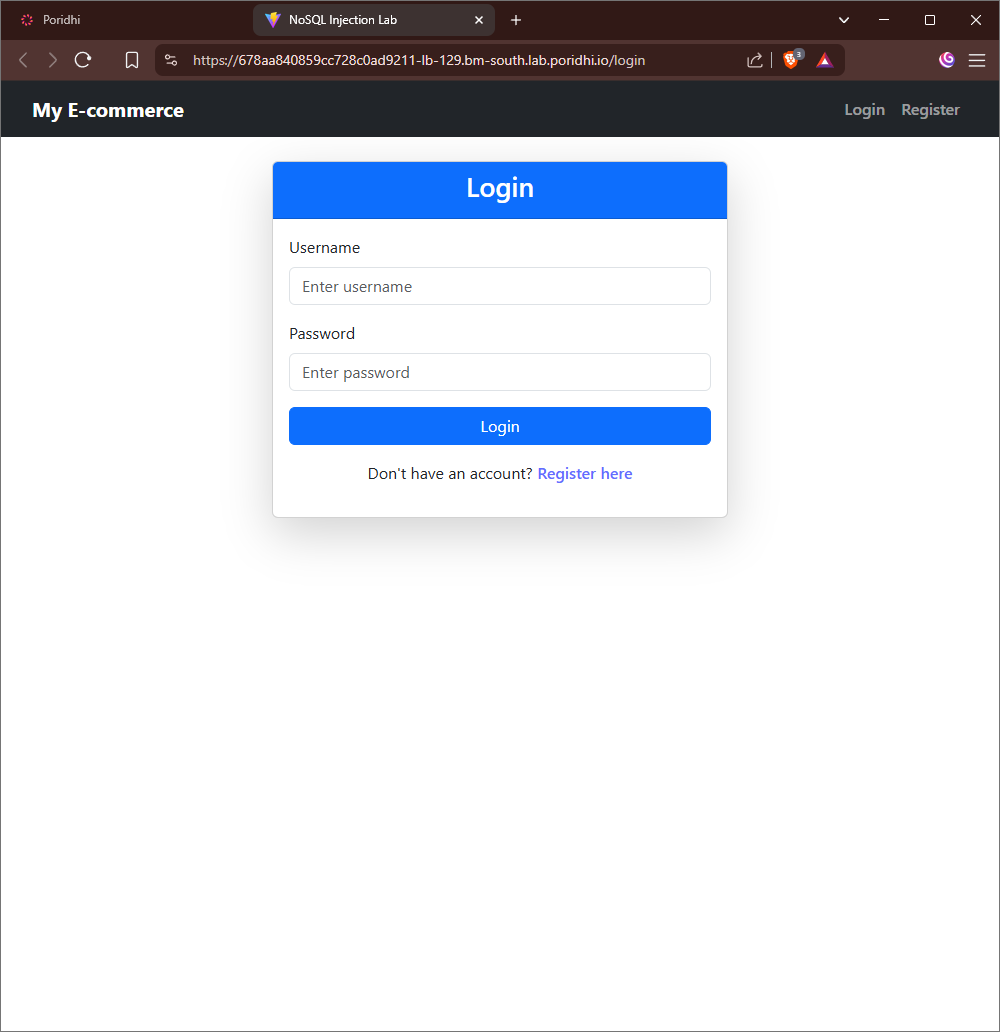 Poridhi
NoSQL Injection Lab
https://678aa840859cc728c0ad9211-lb-129.bm-south.lab.poridhi.io/login
3
My E-commerce
Login Register
Login
Username
Enter username
Password
Enter password
Login
Don't have an account? Register here